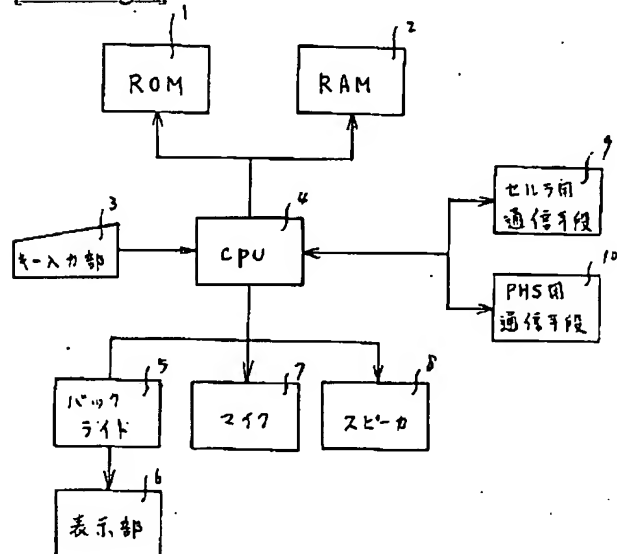 1
ROM
2
RAM
3
キー入力部
4
CPU
9
セルラ用
通信手段
10
PHS用
通信手段
5
バック
ライト
7
マイク
8
スピーカ
6
表示部